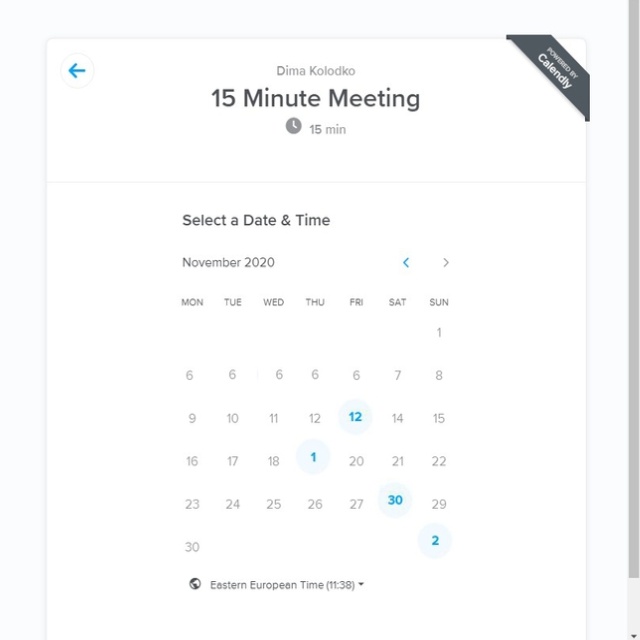 POWERED BY
Calendly
Dima Kolodko
15 Minute Meeting
15 min
Select a Date & Time
November 2020
MON TUE WED THU FRI SAT SUN
1
6 6 6 6 6 7 8
9 10 11 12 12 14 15
16 17 18 1 20 21 22
23 24 25 26 27 30 29
30 2
Eastern European Time (11:38)